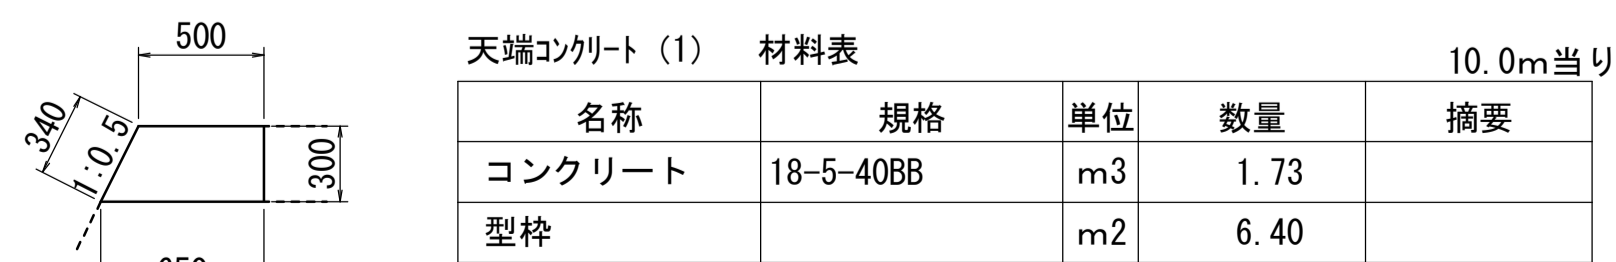 500
340
1:0.5
300
天端ｺﾝｸﾘｰﾄ (1) 材料表
10.0m当り
名称 規格 単位 数量 摘要
コンクリート 18-5-40BB m3 1.73
型枠 m2 6.40